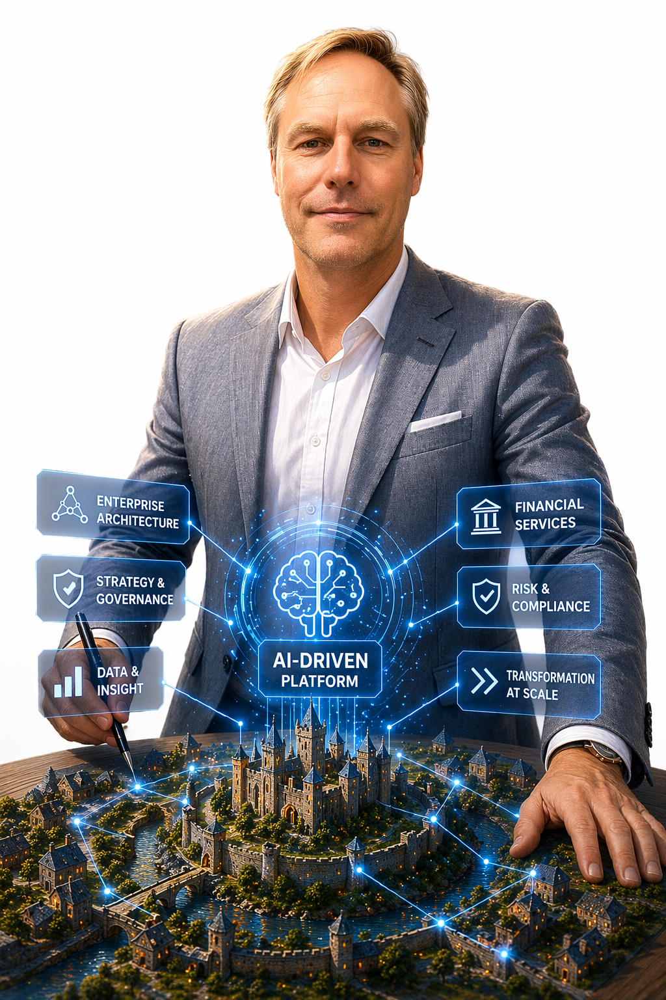 ENTERPRISE
ARCHITECTURE
STRATEGY &
GOVERNANCE
DATA &
INSIGHT
AI-DRIVEN
PLATFORM
FINANCIAL
SERVICES
RISK &
COMPLIANCE
TRANSFORMATION
AT SCALE